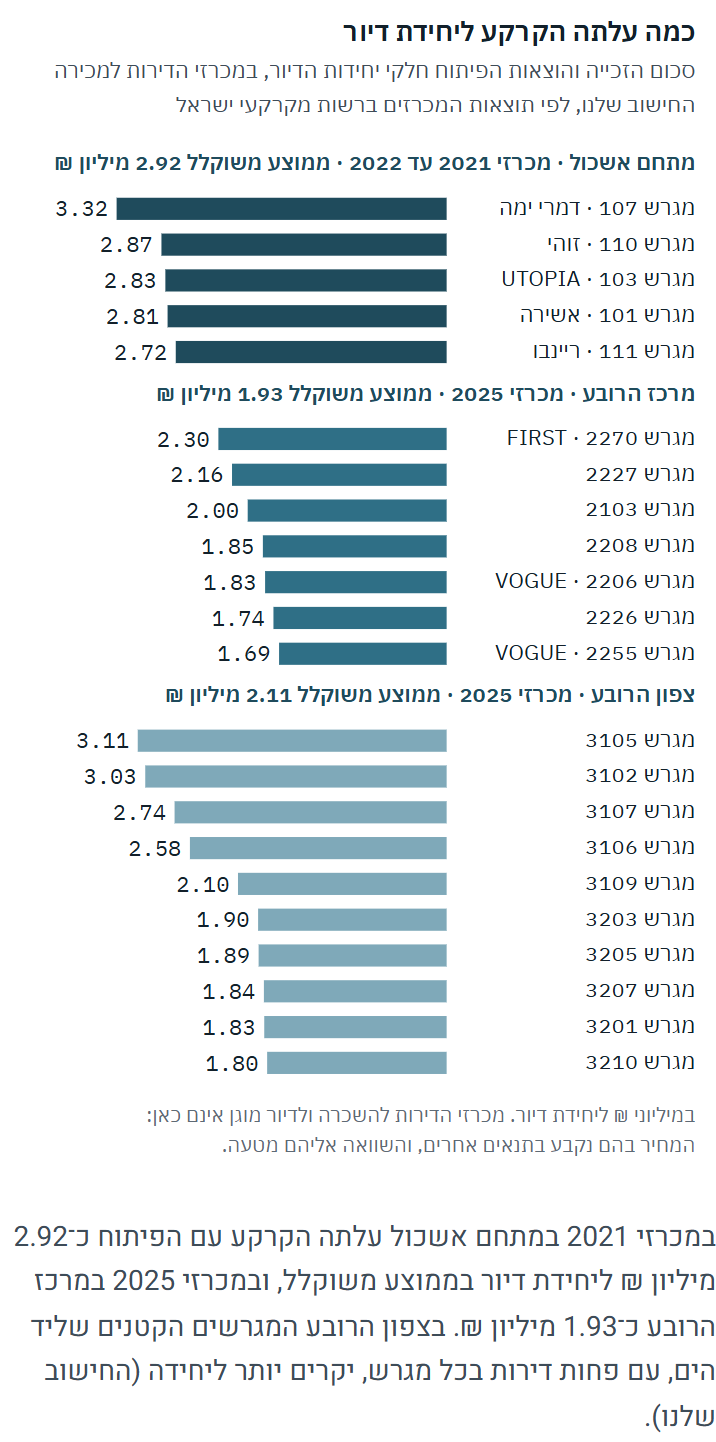 כמה עלתה הקרקע ליחידת דיור
סכום הזכייה והוצאות הפיתוח חלקי יחידות הדיור, במכרזי הדירות למכירה
החישוב שלנו, לפי תוצאות המכרזים ברשות מקרקעי ישראל
מתחם אשכול · מכרזי 2021 עד 2022 · ממוצע משוקלל 2.92 מיליון ₪
מגרש 107 · דמרי ימה 3.32
מגרש 110 · זוהי 2.87
מגרש 103 · UTOPIA 2.83
מגרש 101 · אשירה 2.81
מגרש 111 · ריינבו 2.72
מרכז הרובע · מכרזי 2025 · ממוצע משוקלל 1.93 מיליון ₪
מגרש 2270 · FIRST 2.30
מגרש 2227 2.16
מגרש 2103 2.00
מגרש 2208 1.85
מגרש 2206 · VOGUE 1.83
מגרש 2226 1.74
מגרש 2255 · VOGUE 1.69
צפון הרובע · מכרזי 2025 · ממוצע משוקלל 2.11 מיליון ₪
מגרש 3105 3.11
מגרש 3102 3.03
מגרש 3107 2.74
מגרש 3106 2.58
מגרש 3109 2.10
מגרש 3203 1.90
מגרש 3205 1.89
מגרש 3207 1.84
מגרש 3201 1.83
מגרש 3210 1.80
במיליוני ₪ ליחידת דיור. מכרזי הדירות להשכרה ולדיור מוגן אינם כאן:
המחיר בהם נקבע בתנאים אחרים, והשוואה אליהם מטעה.
במכרזי 2021 במתחם אשכול עלתה הקרקע עם הפיתוח כ־2.92
מיליון ₪ ליחידת דיור בממוצע משוקלל, ובמכרזי 2025 במרכז
הרובע כ־1.93 מיליון ₪. בצפון הרובע המגרשים הקטנים שליד
הים, עם פחות דירות בכל מגרש, יקרים יותר ליחידה (החישוב
שלנו).